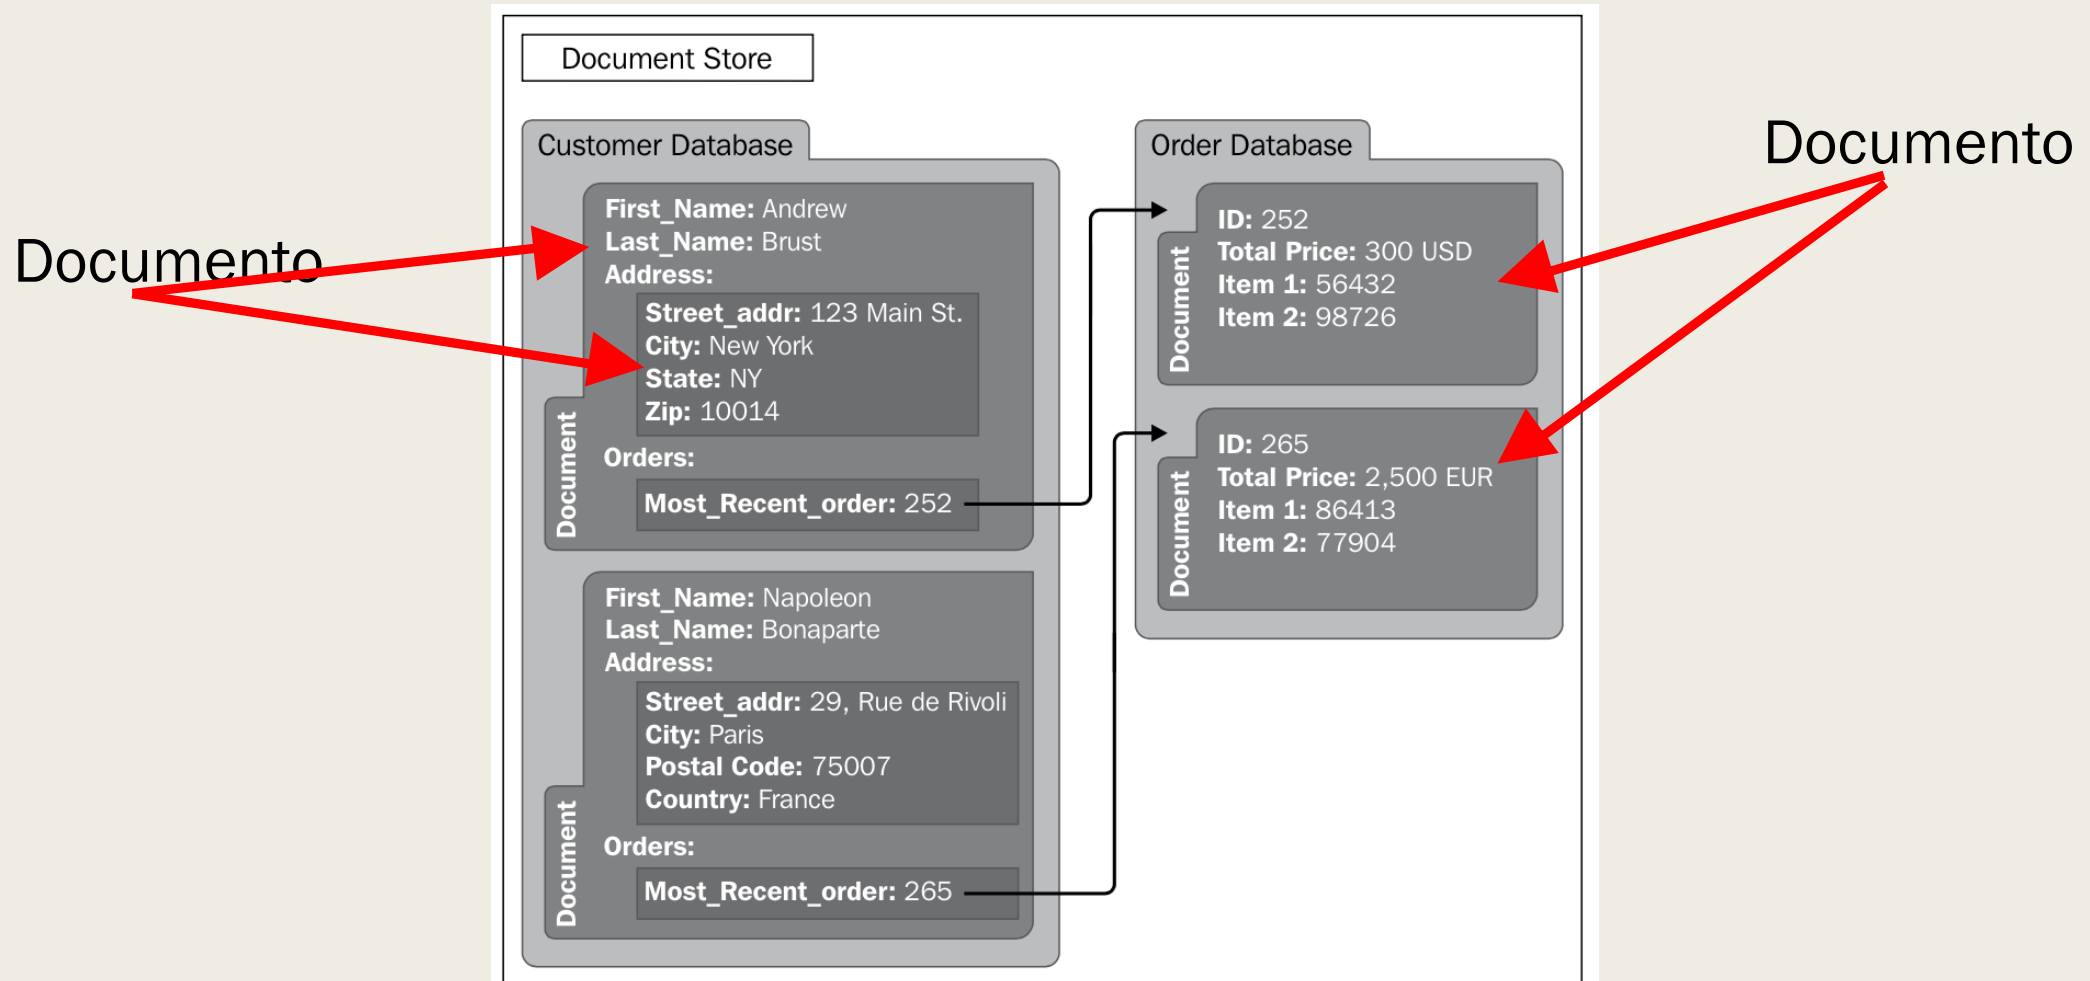 Document Store
Documento
Documento
Customer Database
Document
First_Name: Andrew
Last_Name: Brust
Address:
Street_addr: 123 Main St.
City: New York
State: NY
Zip: 10014
Orders:
Most_Recent_order: 252
Document
First_Name: Napoleon
Last_Name: Bonaparte
Address:
Street_addr: 29, Rue de Rivoli
City: Paris
Postal Code: 75007
Country: France
Orders:
Most_Recent_order: 265
Order Database
Document
ID: 252
Total Price: 300 USD
Item 1: 56432
Item 2: 98726
Document
ID: 265
Total Price: 2,500 EUR
Item 1: 86413
Item 2: 77904